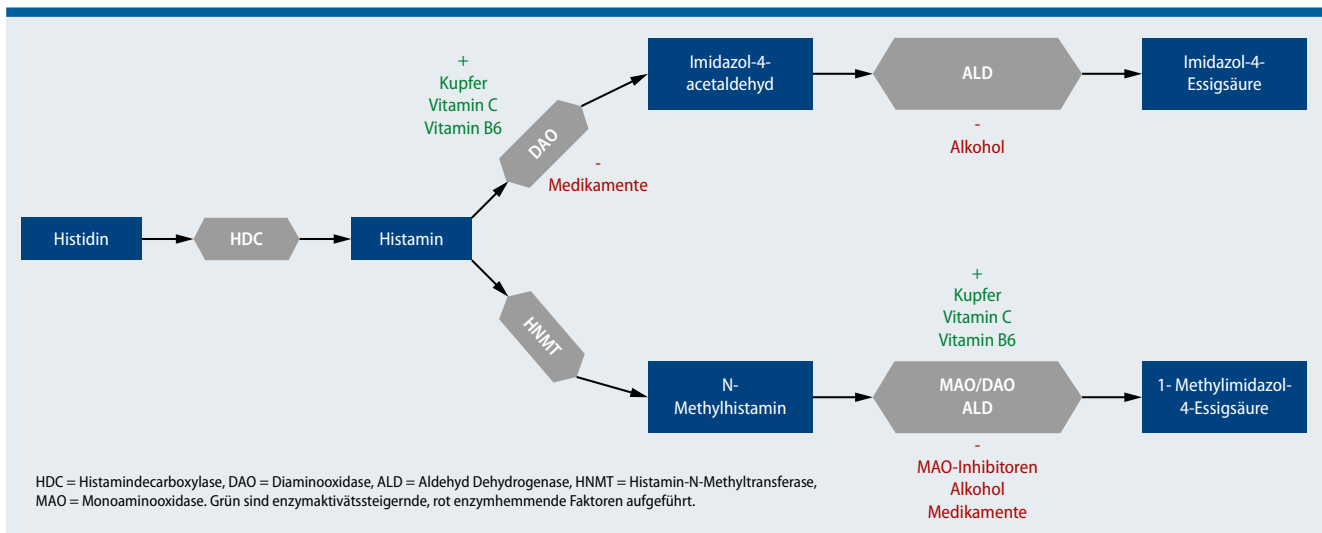 +
Kupfer
Vitamin C
Vitamin B6
DAO
-
Medikamente
Imidazol-4-
acetaldehyd
ALD
-
Alkohol
Imidazol-4-
Essigsäure
Histidin
HDC
Histamin
HNMT
N-
Methylhistamin
+
Kupfer
Vitamin C
Vitamin B6
MAO/DAO
ALD
-
MAO-Inhibitoren
Alkohol
Medikamente
1- Methylimidazol-
4-Essigsäure
HDC = Histamindecarboxylase, DAO = Diaminooxidase, ALD = Aldehyd Dehydrogenase, HNMT = Histamin-N-Methyltransferase,
MAO = Monoaminooxidase. Grün sind enzymaktivätssteigernde, rot enzymhemmende Faktoren aufgeführt.